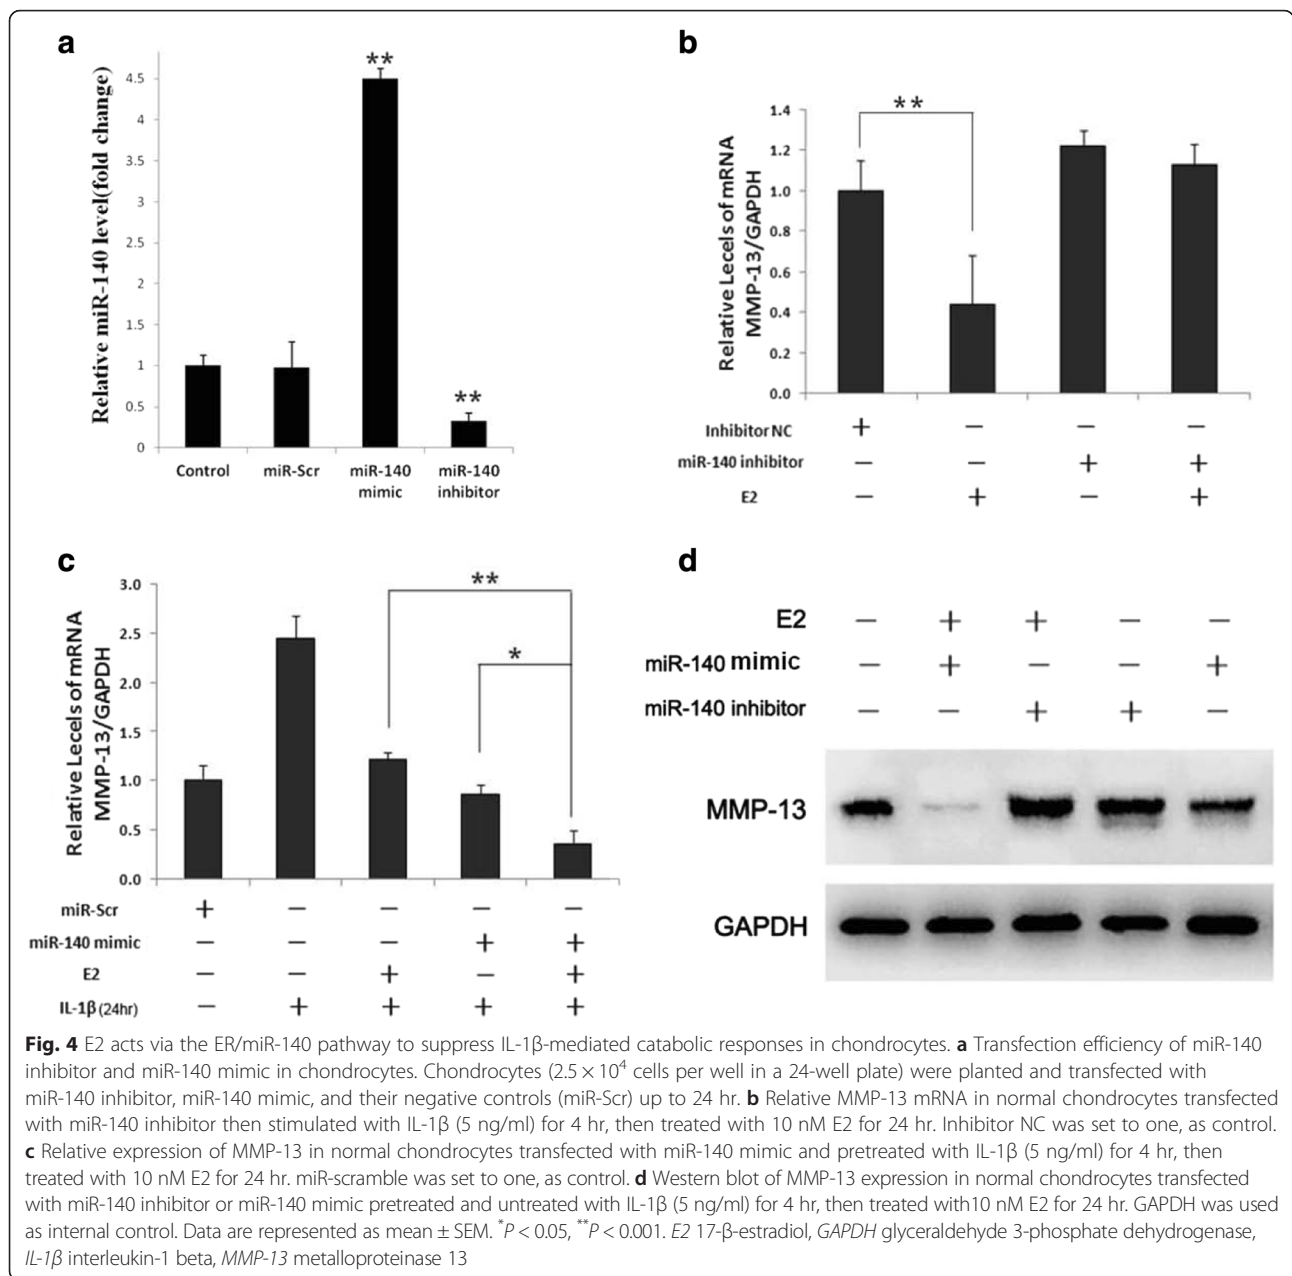 a
Relative miR-140 level(fold change)
4.5
4
3.5
3
2.5
2
1.5
1
0.5
0
**
**
Control miR-Scr miR-140 mimic miR-140 inhibitor
b
Relative Lecels of mRNA
MMP-13/GAPDH
1.4
1.2
1.0
0.8
0.6
0.4
0.2
0.0
**
Inhibitor NC + − − −
miR-140 inhibitor − − + +
E2 − + − +
c
Relative Lecels of mRNA
MMP-13/GAPDH
3.0
2.5
2.0
1.5
1.0
0.5
0.0
**
*
miR-Scr + − − − −
miR-140 mimic − − − + +
E2 − − + − +
IL-1β (24hr) − + + + +
d
E2 − + + − −
miR-140 mimic − + − − +
miR-140 inhibitor − − + + −
MMP-13
GAPDH
Fig. 4 E2 acts via the ER/miR-140 pathway to suppress IL-1β-mediated catabolic responses in chondrocytes. a Transfection efficiency of miR-140
inhibitor and miR-140 mimic in chondrocytes. Chondrocytes (2.5 × 10⁴ cells per well in a 24-well plate) were planted and transfected with
miR-140 inhibitor, miR-140 mimic, and their negative controls (miR-Scr) up to 24 hr. b Relative MMP-13 mRNA in normal chondrocytes transfected
with miR-140 inhibitor then stimulated with IL-1β (5 ng/ml) for 4 hr, then treated with 10 nM E2 for 24 hr. Inhibitor NC was set to one, as control.
c Relative expression of MMP-13 in normal chondrocytes transfected with miR-140 mimic and pretreated with IL-1β (5 ng/ml) for 4 hr, then
treated with 10 nM E2 for 24 hr. miR-scramble was set to one, as control. d Western blot of MMP-13 expression in normal chondrocytes transfected
with miR-140 inhibitor or miR-140 mimic pretreated and untreated with IL-1β (5 ng/ml) for 4 hr, then treated with10 nM E2 for 24 hr. GAPDH was used
as internal control. Data are represented as mean ± SEM. *P < 0.05, **P < 0.001. E2 17-β-estradiol, GAPDH glyceraldehyde 3-phosphate dehydrogenase,
IL-1β interleukin-1 beta, MMP-13 metalloproteinase 13